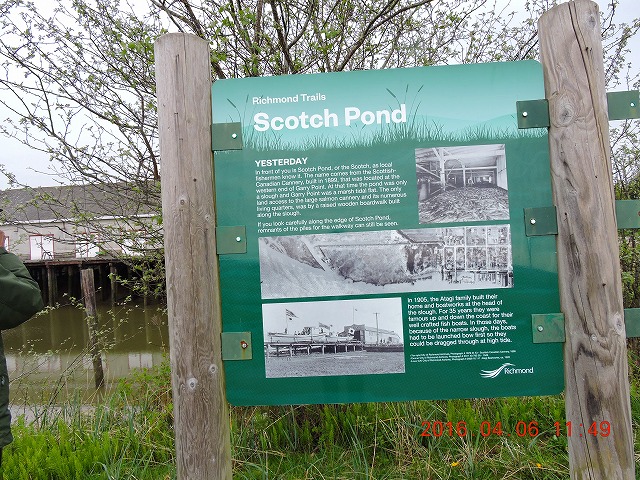 Richmond Trails
Scotch Pond
YESTERDAY
In front of you is Scotch Pond, or the Scotch, as local
fishermen know it. The name comes from the Scottish-
Canadian Cannery, built in 1899, that was located at the
western end of Garry Point. At that time the pond was only
a slough and Garry Point was a marsh tidal flat. The only
land access to the large salmon cannery and its numerous
living quarters, was by a raised wooden boardwalk built
along the slough.
If you look carefully along the edge of Scotch Pond,
remnants of the piles for the walkway can still be seen.
In 1905, the Atagi family built their
home and boatworks at the head of
the slough. For 35 years they were
famous up and down the coast for their
well crafted fish boats. In those days,
because of the narrow slough, the boats
had to be launched bow first so they
could be dragged through at high tide.
Richmond
2016 04.06 11:49